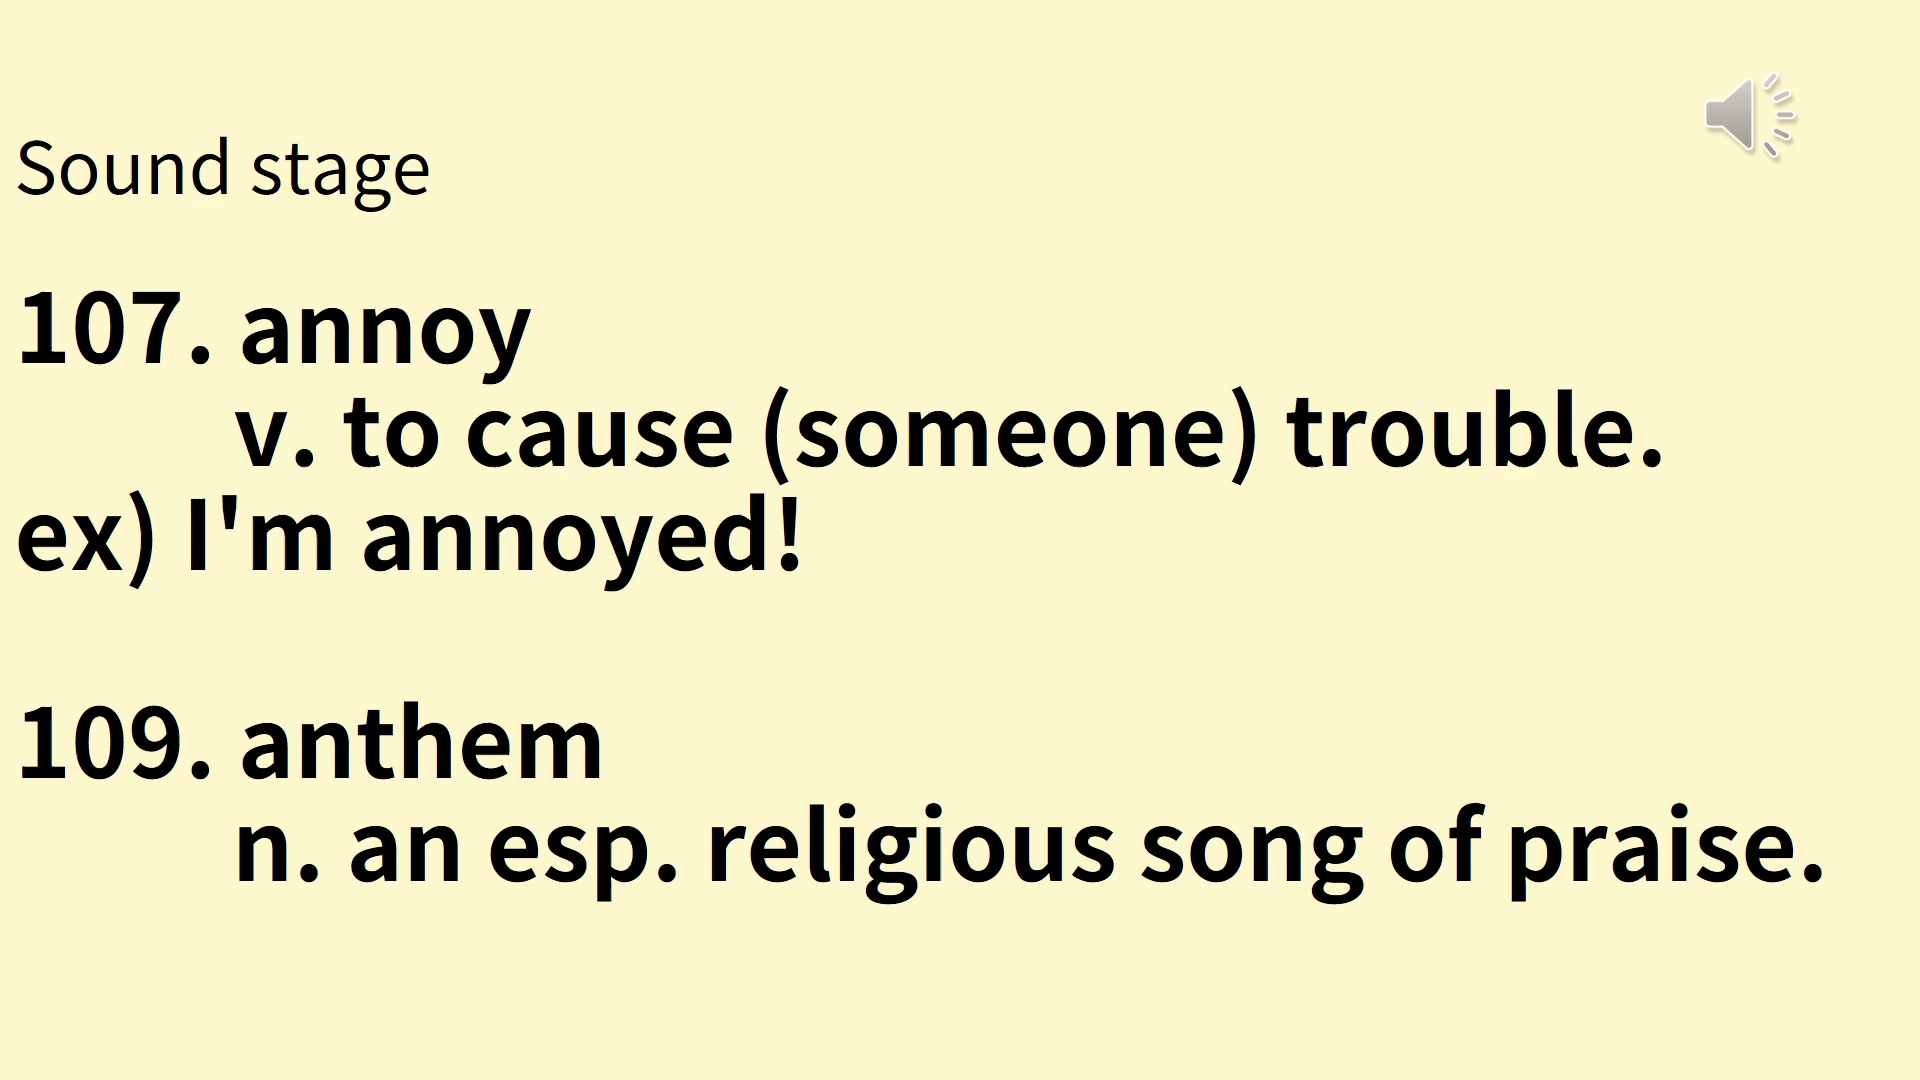 Sound stage
107. annoy
v. to cause (someone) trouble.
ex) I'm annoyed!
109. anthem
n. an esp. religious song of praise.